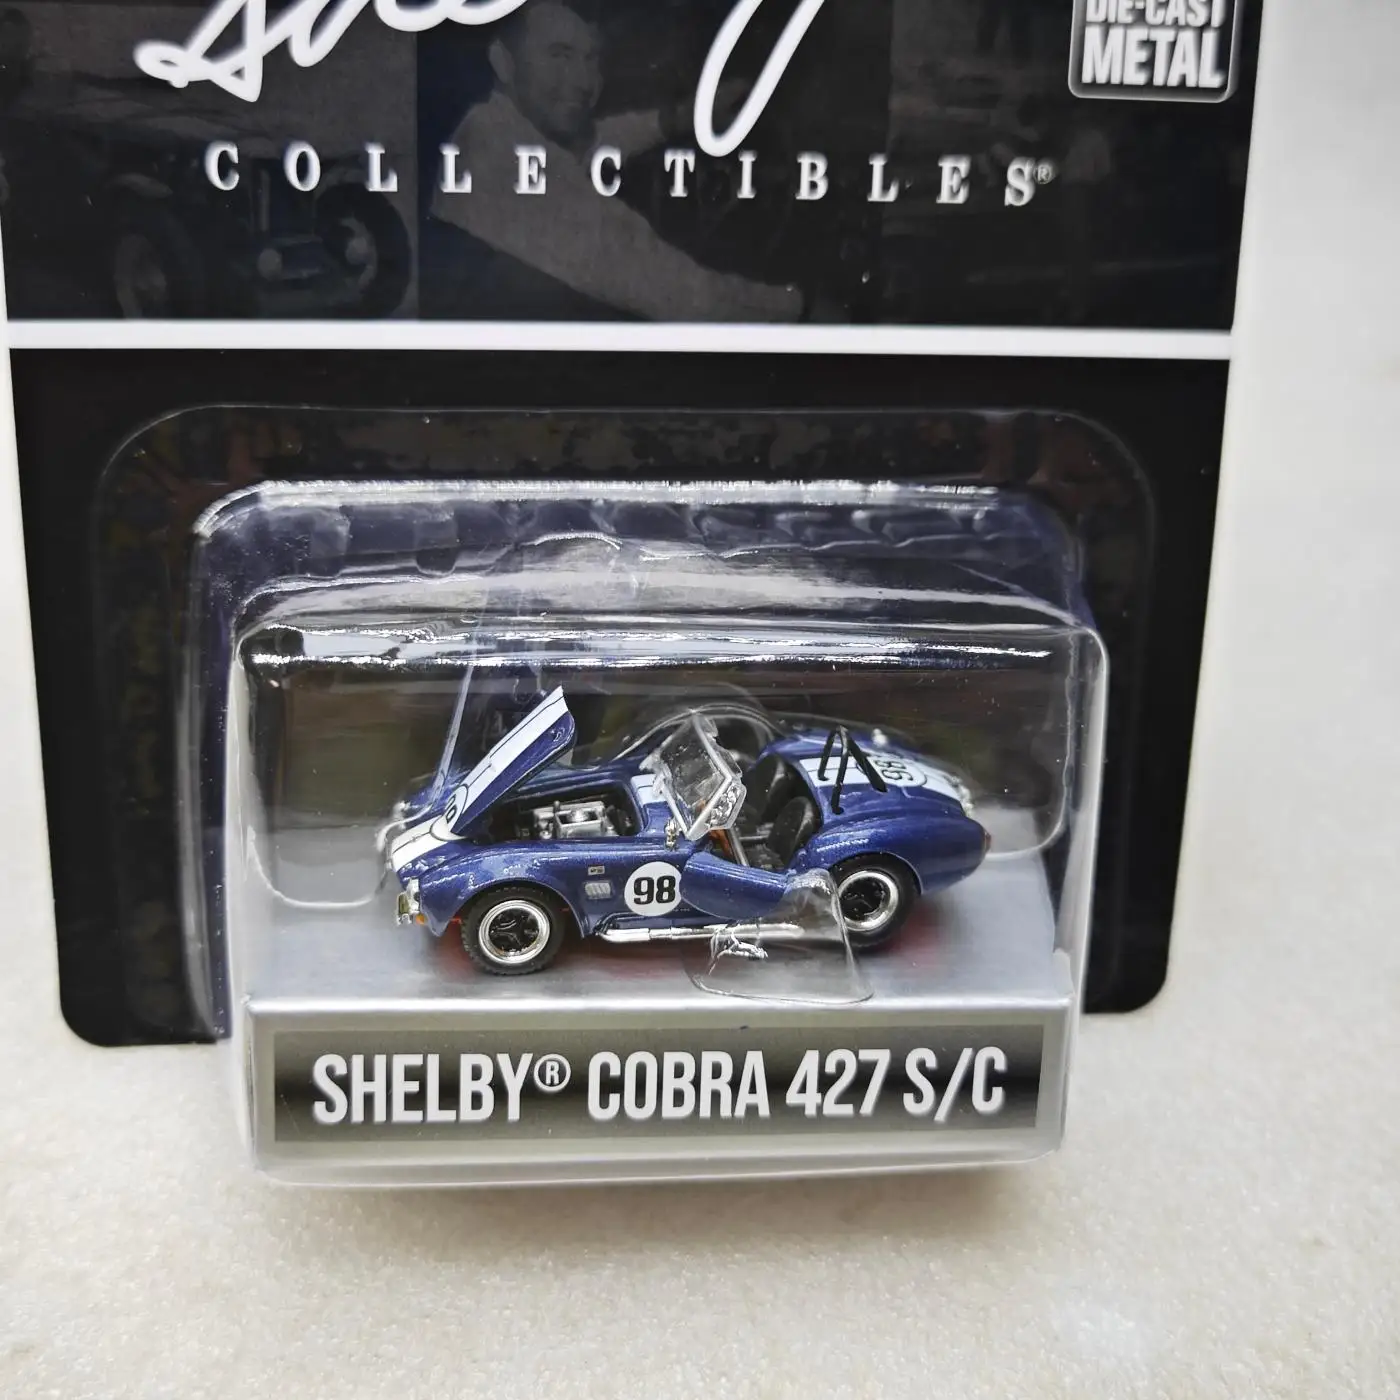 DIE-CAST
METAL
COLLECTIBLES®
98
98
SHELBY® COBRA 427 S/C